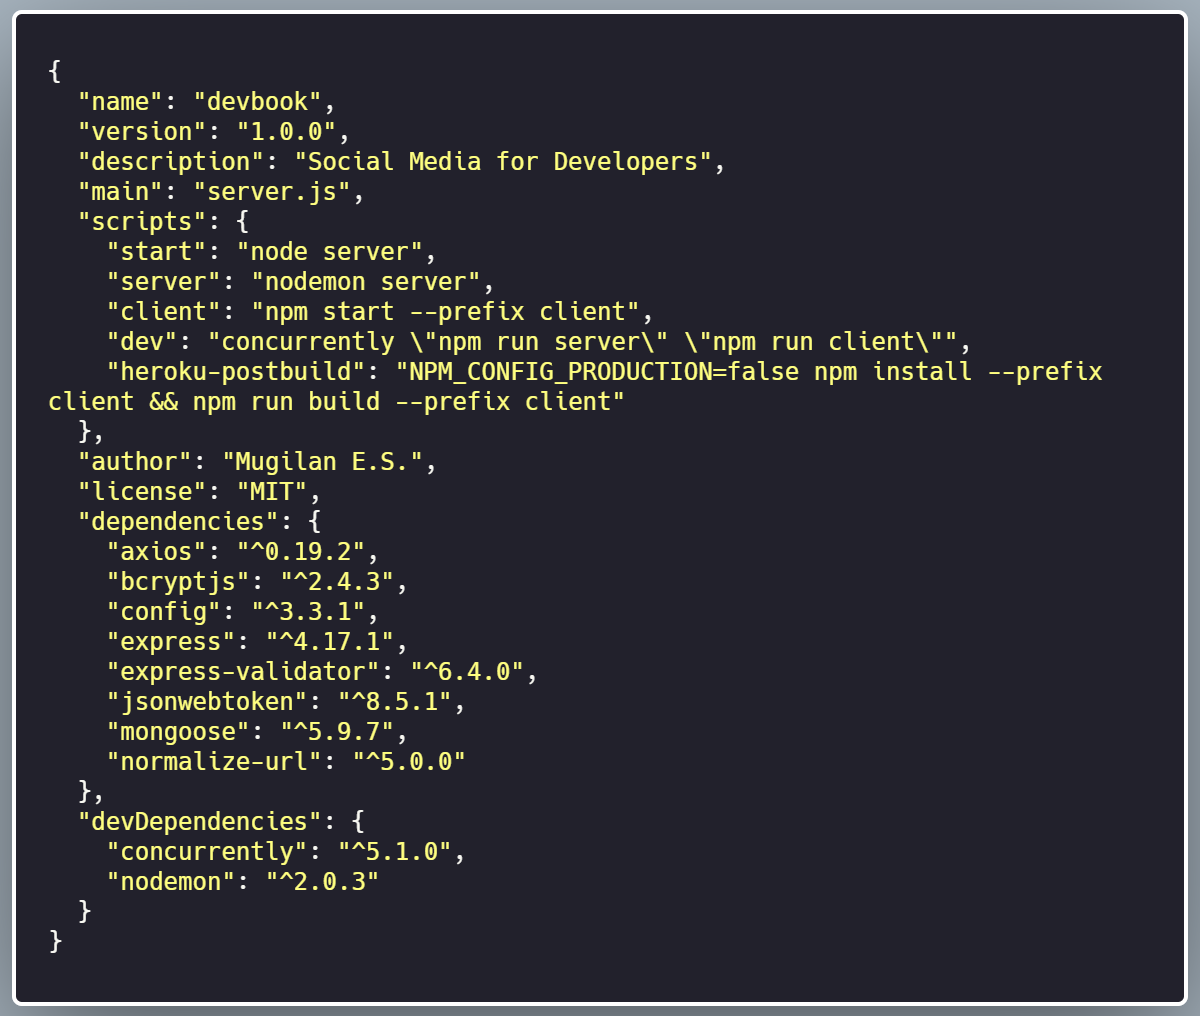 {
  "name": "devbook",
  "version": "1.0.0",
  "description": "Social Media for Developers",
  "main": "server.js",
  "scripts": {
    "start": "node server",
    "server": "nodemon server",
    "client": "npm start --prefix client",
    "dev": "concurrently \"npm run server\" \"npm run client\"",
    "heroku-postbuild": "NPM_CONFIG_PRODUCTION=false npm install --prefix
client && npm run build --prefix client"
  },
  "author": "Mugilan E.S.",
  "license": "MIT",
  "dependencies": {
    "axios": "^0.19.2",
    "bcryptjs": "^2.4.3",
    "config": "^3.3.1",
    "express": "^4.17.1",
    "express-validator": "^6.4.0",
    "jsonwebtoken": "^8.5.1",
    "mongoose": "^5.9.7",
    "normalize-url": "^5.0.0"
  },
  "devDependencies": {
    "concurrently": "^5.1.0",
    "nodemon": "^2.0.3"
  }
}